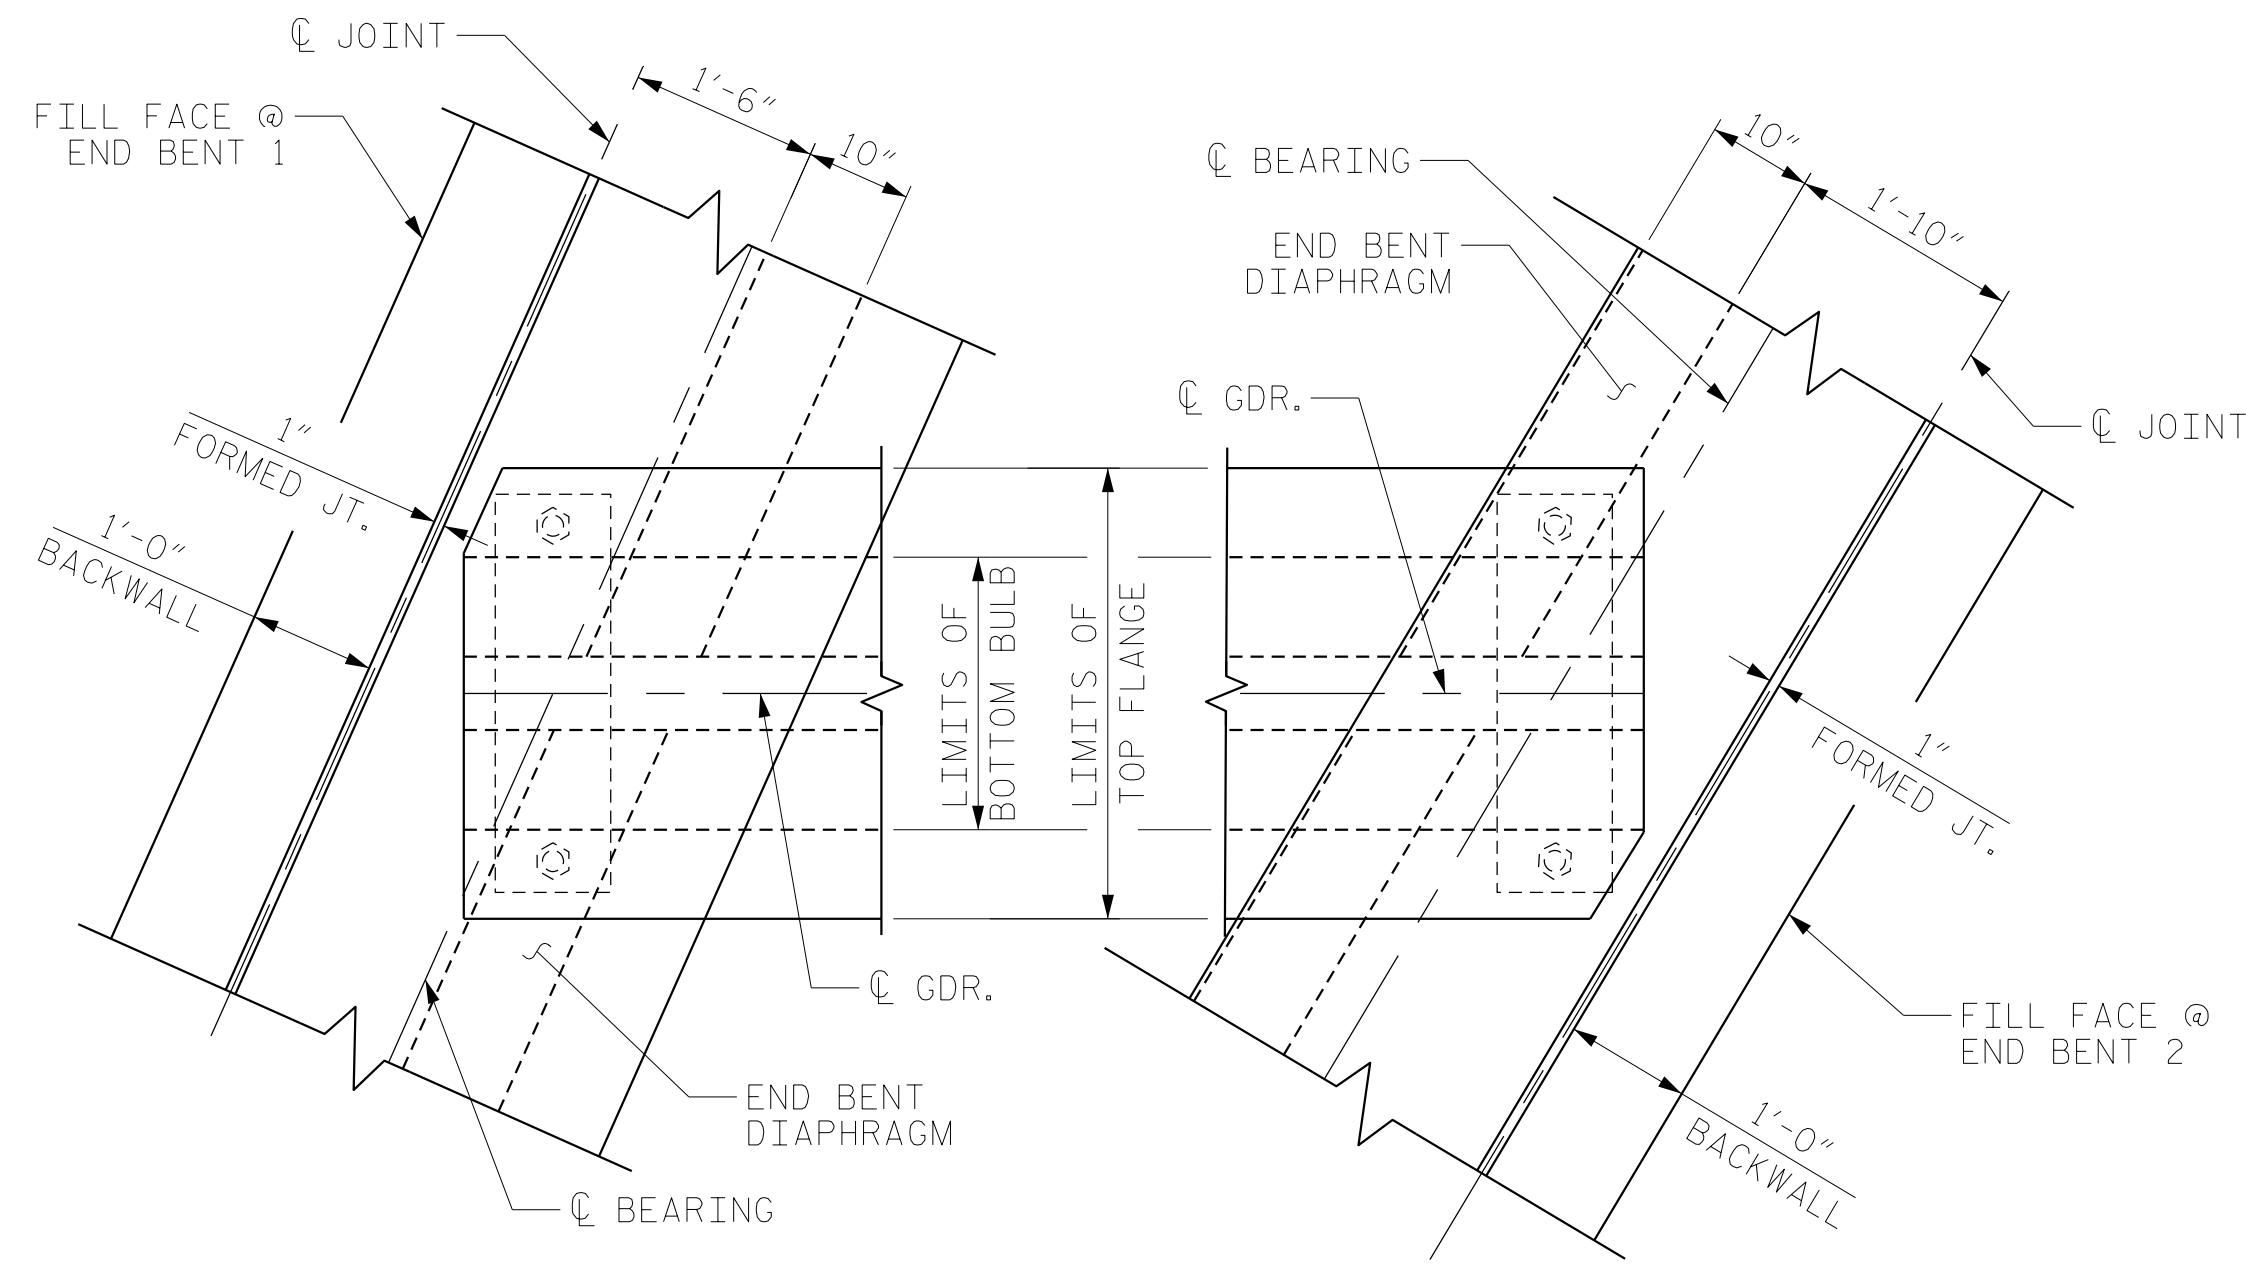 ℄ JOINT
FILL FACE @
END BENT 1
1'-6"
10"
1"
FORMED JT.
1'-0"
BACKWALL
℄ GDR.
END BENT
DIAPHRAGM
℄ BEARING
LIMITS OF
BOTTOM BULB
LIMITS OF
TOP FLANGE
10"
1'-10"
℄ BEARING
END BENT
DIAPHRAGM
℄ GDR.
℄ JOINT
1"
FORMED JT.
FILL FACE @
END BENT 2
1'-0"
BACKWALL